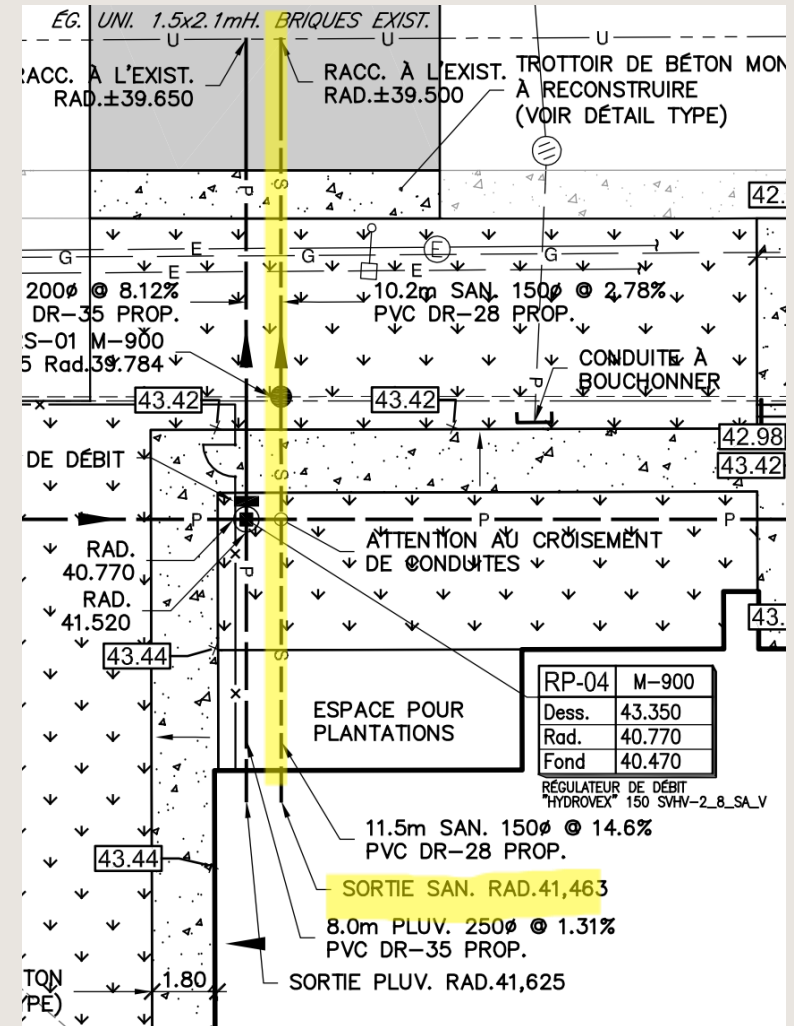 ÉG. UNI. 1.5x2.1mH. BRIQUES EXIST.
U U U
RACC. À L'EXIST.
RAD.±39.650
RACC. À L'EXIST.
RAD.±39.500
TROTTOIR DE BÉTON MON
À RECONSTRUIRE
(VOIR DÉTAIL TYPE)
P S
42.
G E G E G
E E
200ø @ 8.12%
DR-35 PROP.
10.2m SAN. 150ø @ 2.78%
PVC DR-28 PROP.
S-01 M-900
5 Rad.39.784
CONDUITE À
BOUCHONNER
P
43.42
43.42
42.98
43.42
DE DÉBIT
S
P P P
ATTENTION AU CROISEMENT
DE CONDUITES
RAD.
40.770
RAD.
41.520
P
43.
43.44
S
ESPACE POUR
PLANTATIONS
RP-04 M-900
Dess. 43.350
Rad. 40.770
Fond 40.470
RÉGULATEUR DE DÉBIT
"HYDROVEX" 150 SVHV-2_8_SA_V
11.5m SAN. 150ø @ 14.6%
PVC DR-28 PROP.
43.44
SORTIE SAN. RAD.41,463
8.0m PLUV. 250ø @ 1.31%
PVC DR-35 PROP.
SORTIE PLUV. RAD.41,625
TON
PE)
1.80